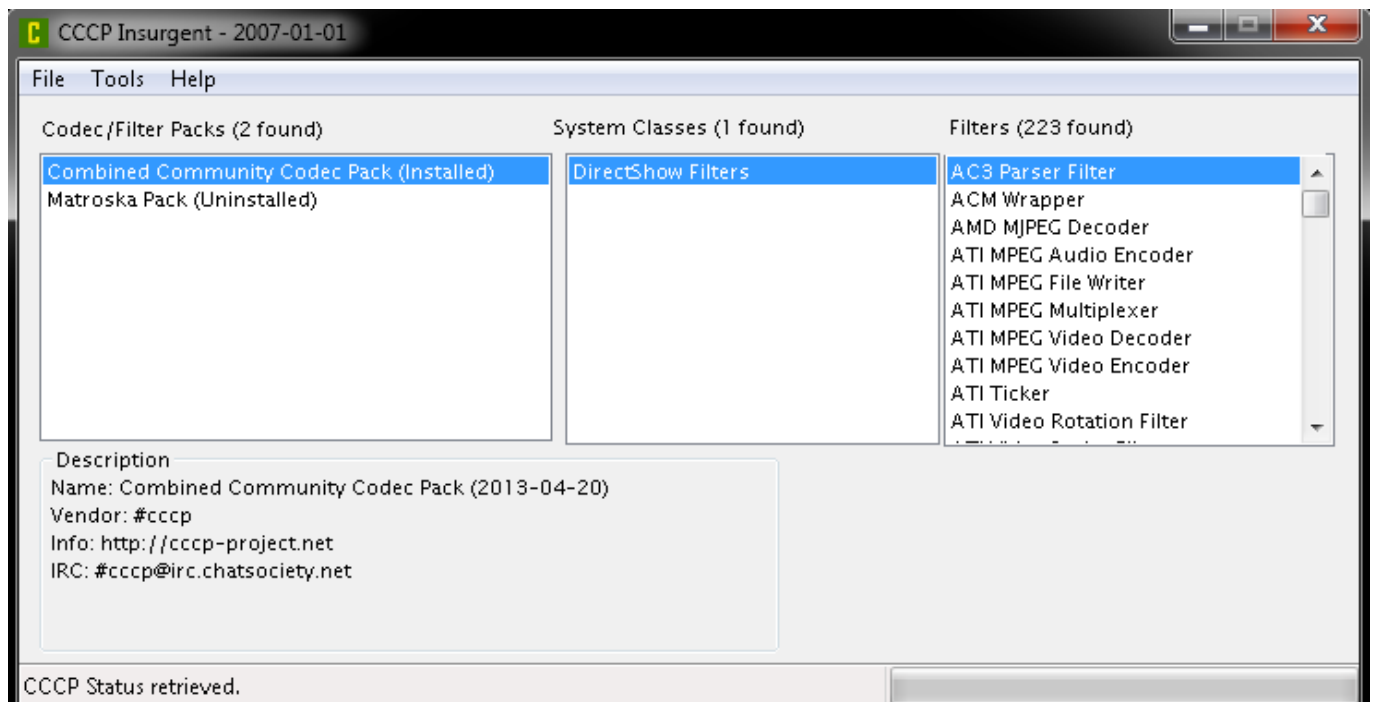 C CCCP Insurgent - 2007-01-01
File Tools Help
Codec/Filter Packs (2 found)
Combined Community Codec Pack (Installed)
Matroska Pack (Uninstalled)
System Classes (1 found)
DirectShow Filters
Filters (223 found)
AC3 Parser Filter
ACM Wrapper
AMD MJPEG Decoder
ATI MPEG Audio Encoder
ATI MPEG File Writer
ATI MPEG Multiplexer
ATI MPEG Video Decoder
ATI MPEG Video Encoder
ATI Ticker
ATI Video Rotation Filter
Description
Name: Combined Community Codec Pack (2013-04-20)
Vendor: #cccp
Info: http://cccp-project.net
IRC: #cccp@irc.chatsociety.net
CCCP Status retrieved.